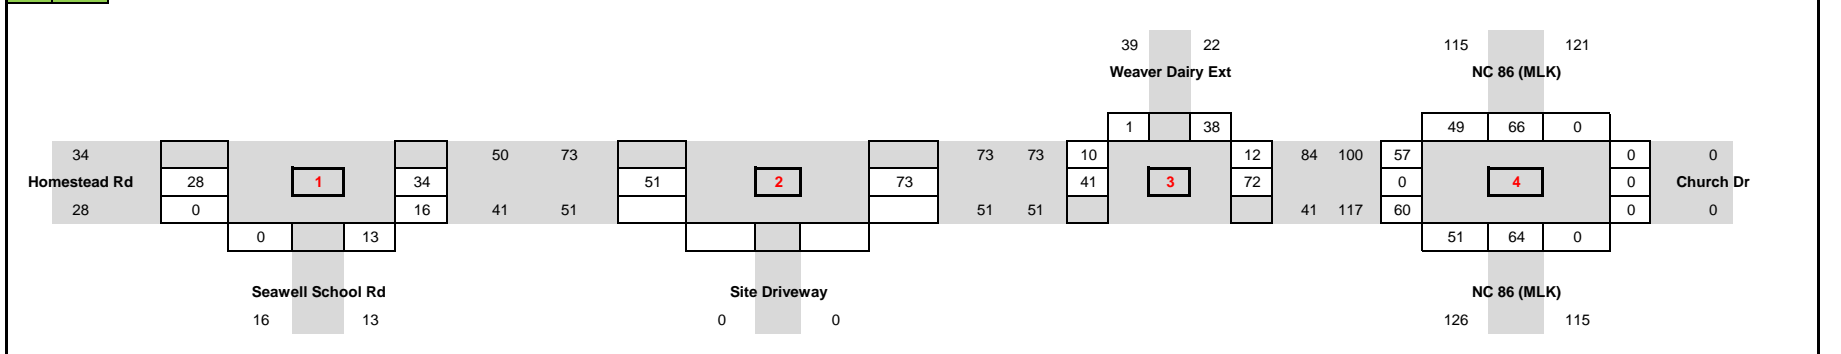 39 22 115 121
Weaver Dairy Ext NC 86 (MLK)
1 38 49 66 0
34 50 73 73 73 10 12 84 100 57 0 0
Homestead Rd 28 1 34 51 2 73 41 3 72 0 4 0 Church Dr
28 0 16 41 51 51 51 41 117 60 0 0
0 13 51 64 0
Seawell School Rd Site Driveway NC 86 (MLK)
16 13 0 0 126 115